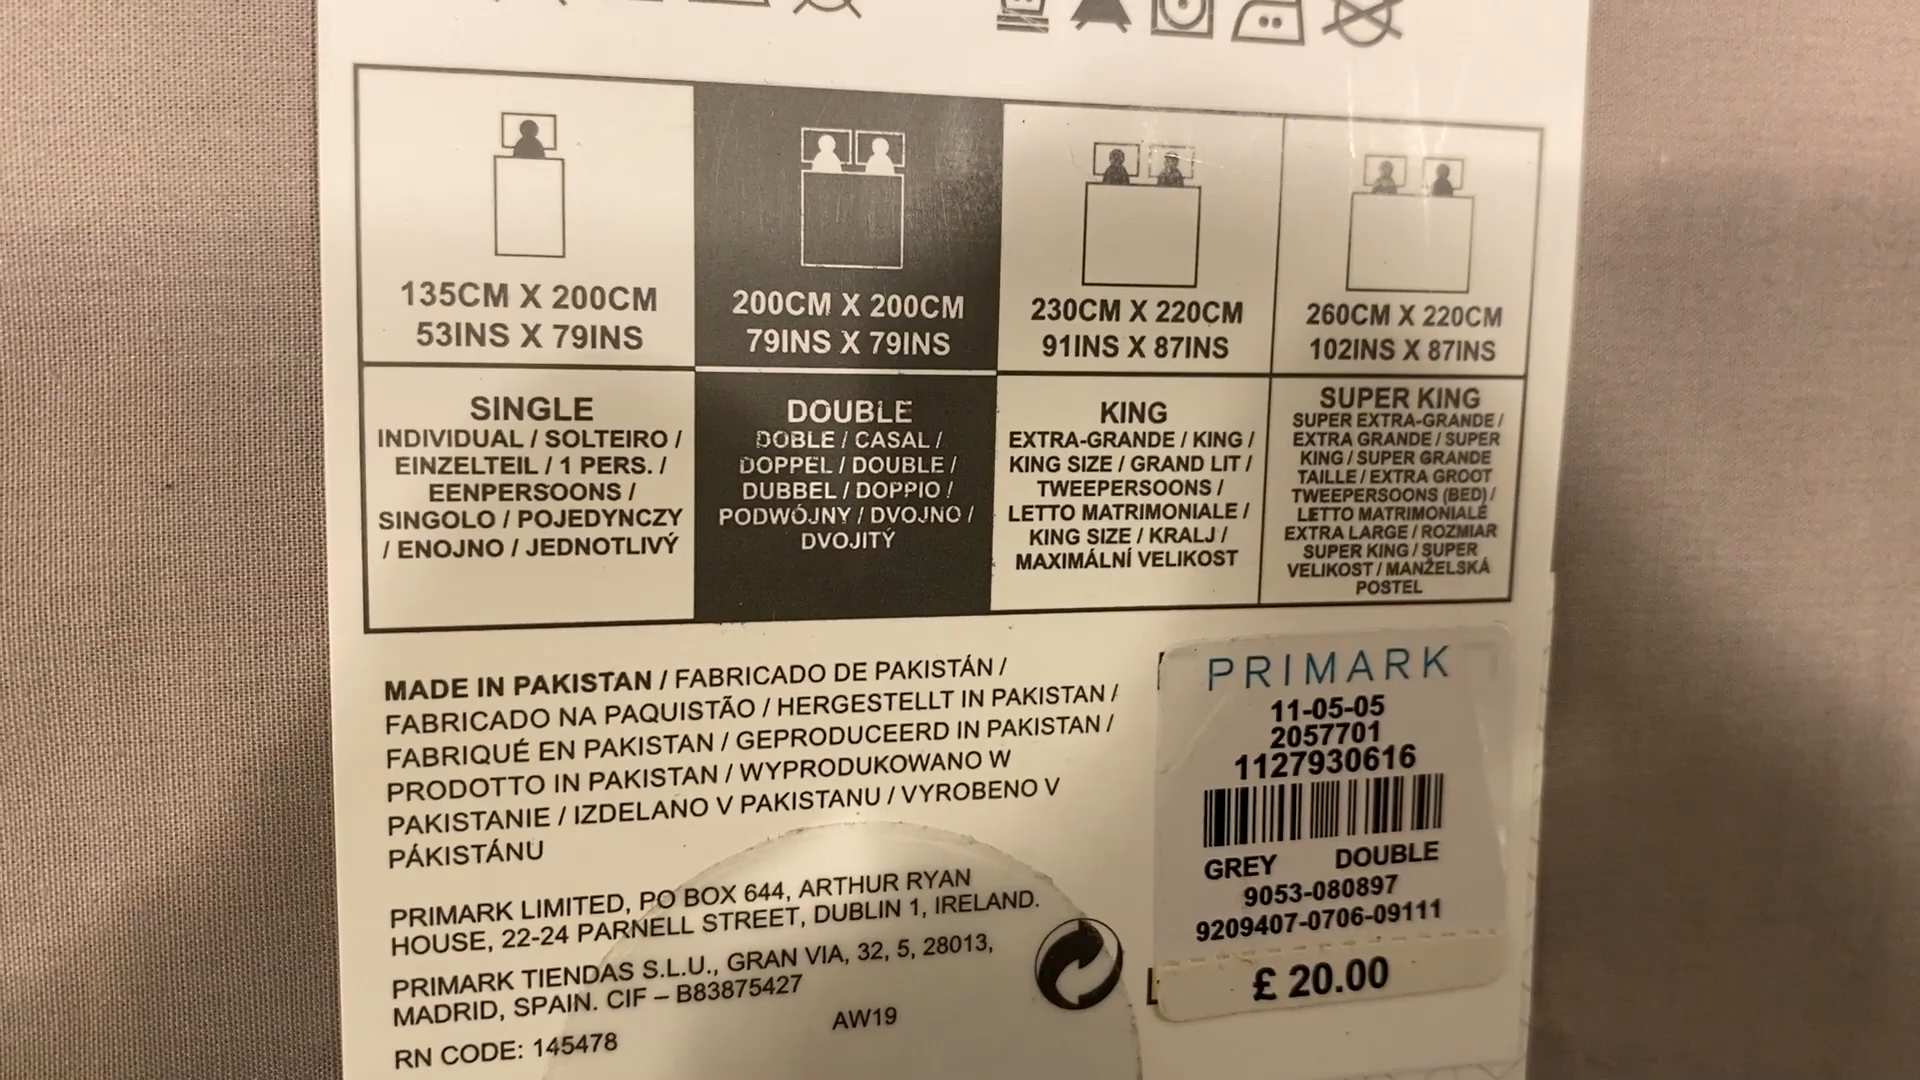 135CM X 200CM
53INS X 79INS
200CM X 200CM
79INS X 79INS
230CM X 220CM
91INS X 87INS
260CM X 220CM
102INS X 87INS
SINGLE
INDIVIDUAL / SOLTEIRO /
EINZELTEIL / 1 PERS. /
EENPERSOONS /
SINGOLO / POJEDYNCZY
/ ENOJNO / JEDNOTLIVÝ
DOUBLE
DOBLE / CASAL /
DOPPEL / DOUBLE /
DUBBEL / DOPPIO /
PODWÓJNY / DVOJNO /
DVOJITÝ
KING
EXTRA-GRANDE / KING /
KING SIZE / GRAND LIT /
TWEEPERSOONS /
LETTO MATRIMONIALE /
KING SIZE / KRALJ /
MAXIMÁLNÍ VELIKOST
SUPER KING
SUPER EXTRA-GRANDE /
EXTRA GRANDE / SUPER
KING / SUPER GRANDE
TAILLE / EXTRA GROOT
TWEEPERSOONS (BED) /
LETTO MATRIMONIALE
EXTRA LARGE / ROZMIAR
SUPER KING / SUPER
VELIKOST / MANŽELSKÁ
POSTEL
MADE IN PAKISTAN / FABRICADO DE PAKISTÁN /
FABRICADO NA PAQUISTÃO / HERGESTELLT IN PAKISTAN /
FABRIQUÉ EN PAKISTAN / GEPRODUCEERD IN PAKISTAN /
PRODOTTO IN PAKISTAN / WYPRODUKOWANO W
PAKISTANIE / IZDELANO V PAKISTANU / VYROBENO V
PÁKISTÁNU
PRIMARK LIMITED, PO BOX 644, ARTHUR RYAN
HOUSE, 22-24 PARNELL STREET, DUBLIN 1, IRELAND.
PRIMARK TIENDAS S.L.U., GRAN VIA, 32, 5, 28013,
MADRID, SPAIN. CIF – B83875427
AW19
RN CODE: 145478
PRIMARK
11-05-05
2057701
1127930616
GREY DOUBLE
9053-080897
9209407-0706-09111
£ 20.00